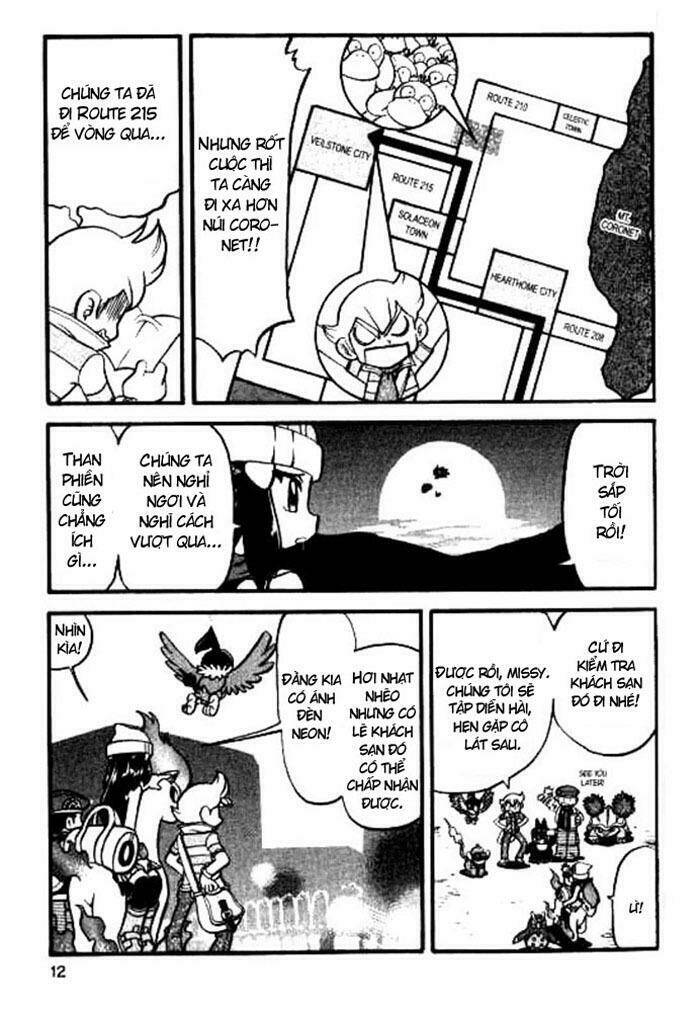 CHÚNG TA ĐÃ
ĐI ROUTE 215
ĐỂ VÒNG QUA...
NHƯNG RỐT
CUỘC THÌ
TA CÀNG
ĐI XA HƠN
NÚI CORO-
NET!!
VEILSTONE CITY
ROUTE 210
CELESTIC
TOWN
ROUTE 215
SOLACEON
TOWN
HEARTHOME CITY
ROUTE 208
MT.
CORONET
THAN
PHIỀN
CŨNG
CHẲNG
ÍCH
GÌ...
CHÚNG TA
NÊN NGHỈ
NGƠI VÀ
NGHĨ CÁCH
VƯỢT QUA...
TRỜI
SẮP
TỐI
RỒI!
NHÌN
KÌA!
ĐẰNG KIA
CÓ ÁNH
ĐÈN
NEON!
HƠI NHẠT
NHẼO
NHƯNG CÓ
LẼ KHÁCH
SẠN ĐÓ
CÓ THỂ
CHẤP NHẬN
ĐƯỢC.
ĐƯỢC RỒI, MISSY.
CHÚNG TÔI SẼ
TẬP DIỄN HÀI,
HẸN GẶP CÔ
LÁT SAU.
CỨ ĐI
KIỂM TRA
KHÁCH SẠN
ĐÓ ĐI NHÉ!
SEE YOU
LATER!
Ừ!
12